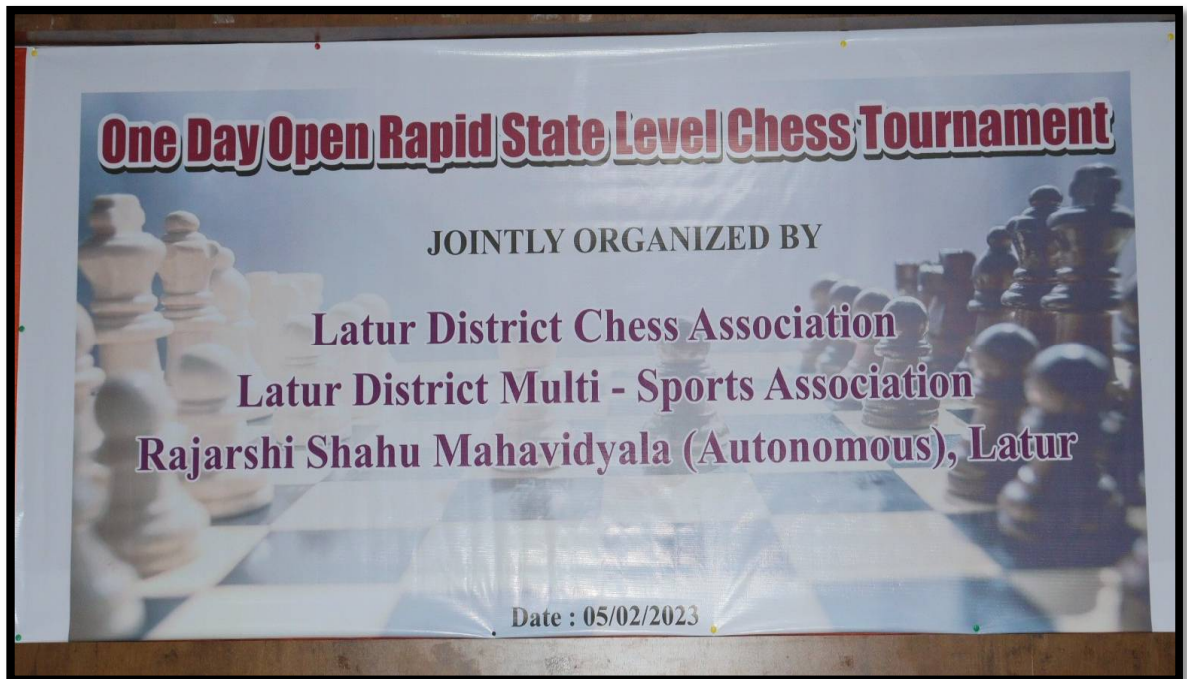 One Day Open Rapid State Level Chess Tournament
JOINTLY ORGANIZED BY
Latur District Chess Association
Latur District Multi - Sports Association
Rajarshi Shahu Mahavidyala (Autonomous), Latur
Date : 05/02/2023